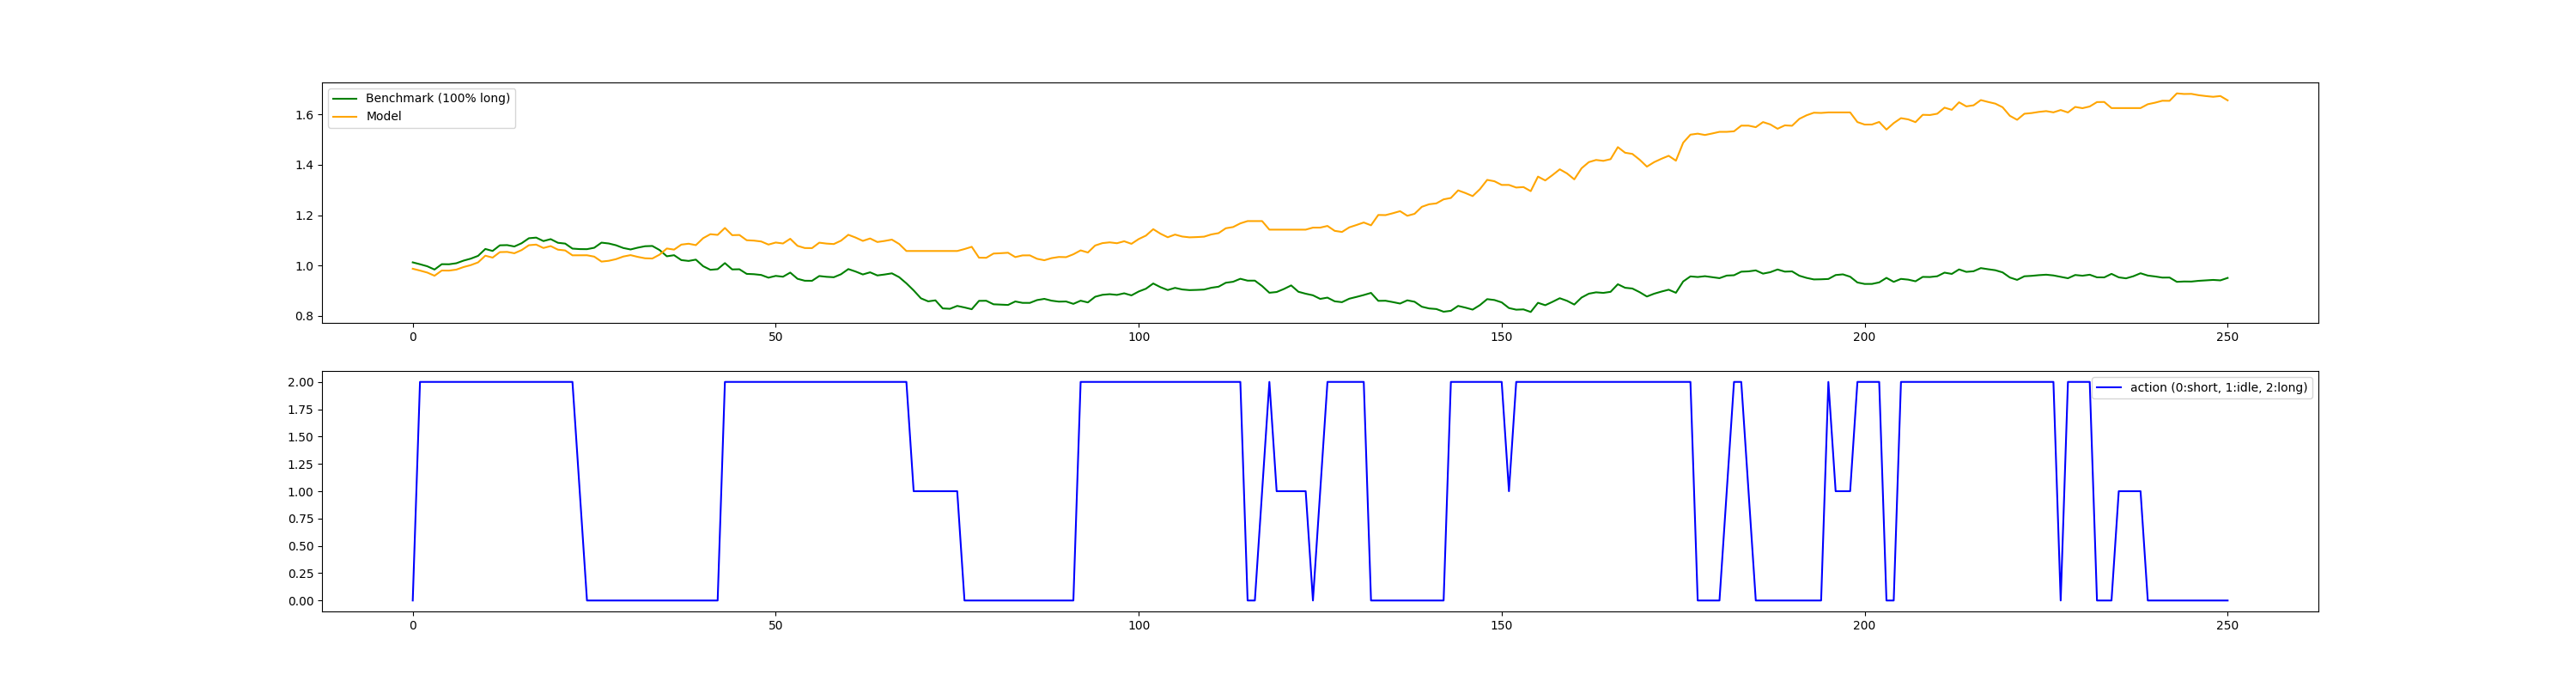 Benchmark (100% long)
Model
1.6
1.4
1.2
1.0
0.8
0 50 100 150 200 250
action (0:short, 1:idle, 2:long)
2.00
1.75
1.50
1.25
1.00
0.75
0.50
0.25
0.00
0 50 100 150 200 250